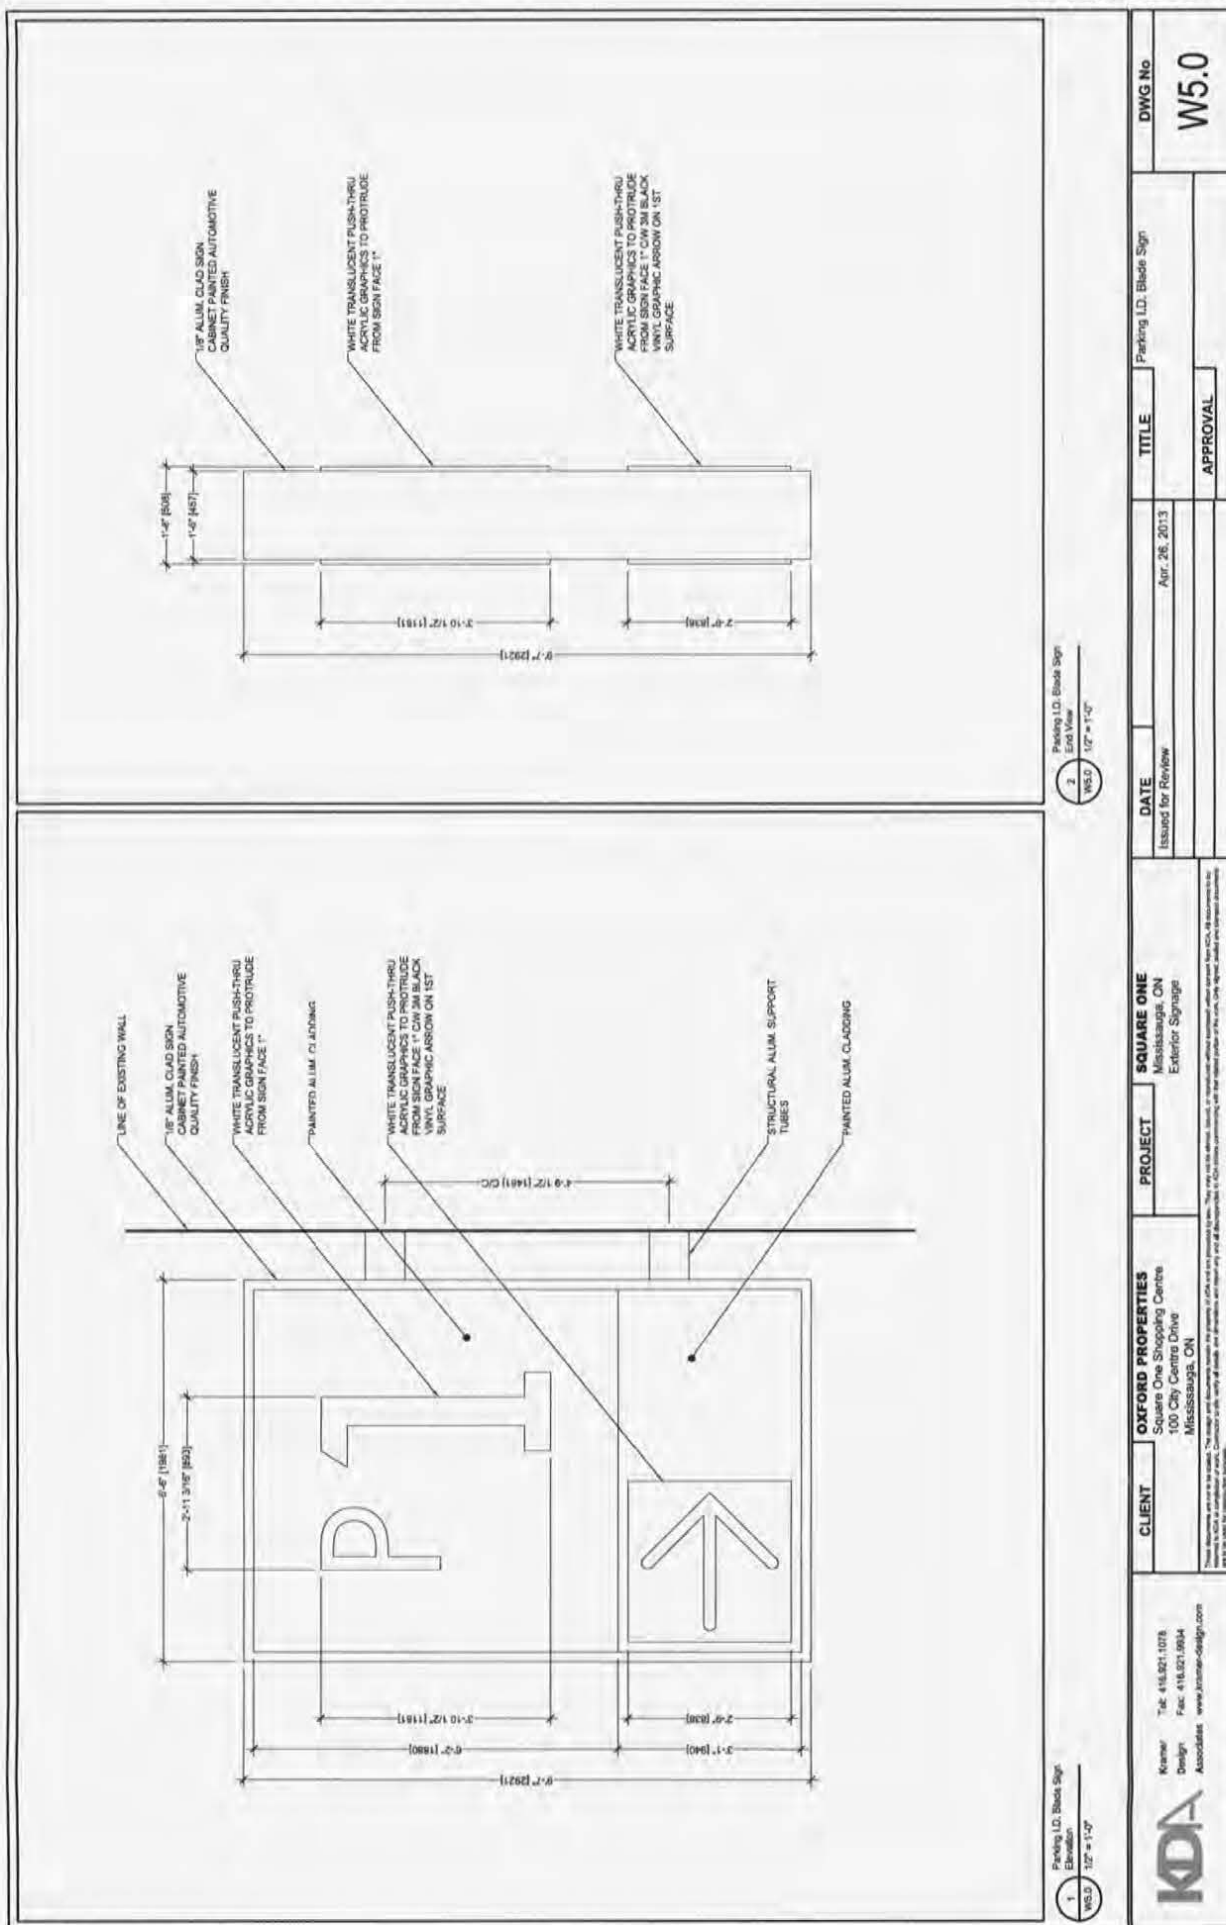 LINE OF EXISTING WALL
1/8" ALUM. CLAD SIGN
CABINET PAINTED AUTOMOTIVE
QUALITY FINISH
WHITE TRANSLUCENT PUSH-THRU
ACRYLIC GRAPHICS TO PROTRUDE
FROM SIGN FACE 1"
PAINTED ALUM. CLADDING
WHITE TRANSLUCENT PUSH-THRU
ACRYLIC GRAPHICS TO PROTRUDE
FROM SIGN FACE 1" C/W 3M BLACK
VINYL GRAPHIC ARROW ON 1ST
SURFACE
STRUCTURAL ALUM. SUPPORT
TUBES
PAINTED ALUM. CLADDING
6'-6" [1981]
2'-11 3/16" [893]
P 1
4'-9 1/2" [1461] C/C
3'-10 1/2" [1181]
6'-2" [1880]
9'-7" [2921]
2'-9" [838]
3'-1" [940]
1
W5.0
Parking I.D. Blade Sign
Elevation
1/2" = 1'-0"
1/8" ALUM. CLAD SIGN
CABINET PAINTED AUTOMOTIVE
QUALITY FINISH
WHITE TRANSLUCENT PUSH-THRU
ACRYLIC GRAPHICS TO PROTRUDE
FROM SIGN FACE 1"
WHITE TRANSLUCENT PUSH-THRU
ACRYLIC GRAPHICS TO PROTRUDE
FROM SIGN FACE 1" C/W 3M BLACK
VINYL GRAPHIC ARROW ON 1ST
SURFACE
[508]
1'-6" [457]
3'-10 1/2" [1181]
9'-7" [2921]
2'-9" [838]
2
W5.0
Parking I.D. Blade Sign
End View
1/2" = 1'-0"
KDA
Kramer Tel: 416.921.1078
Design Fax: 416.921.9934
Associates www.kramer-design.com
CLIENT
OXFORD PROPERTIES
Square One Shopping Centre
100 City Centre Drive
Mississauga, ON
PROJECT
SQUARE ONE
Mississauga, ON
Exterior Signage
DATE
Issued for Review Apr. 26, 2013
TITLE
Parking I.D. Blade Sign
APPROVAL
DWG No
W5.0